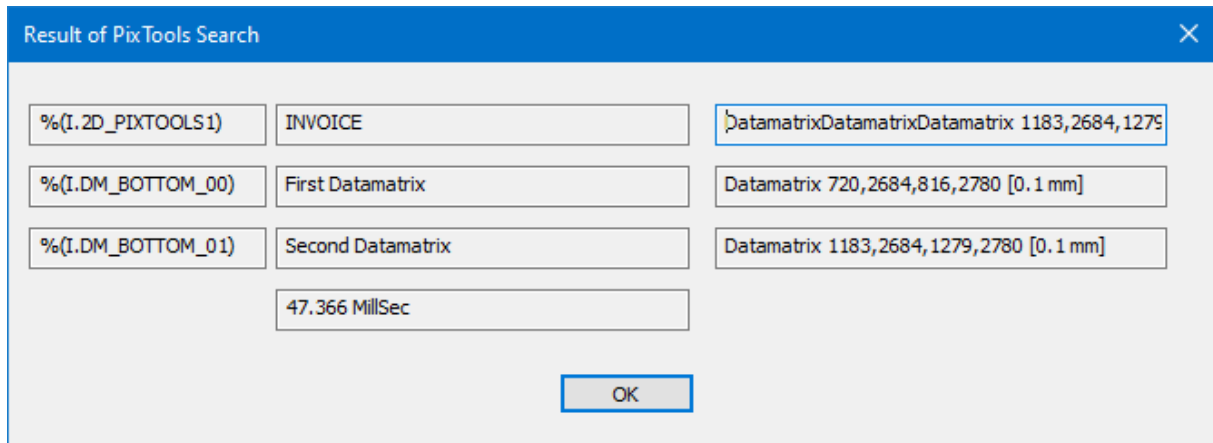 Result of PixTools Search
%(I.2D_PIXTOOLS1) INVOICE DatamatrixDatamatrixDatamatrix 1183,2684,1279
%(I.DM_BOTTOM_00) First Datamatrix Datamatrix 720,2684,816,2780 [0.1 mm]
%(I.DM_BOTTOM_01) Second Datamatrix Datamatrix 1183,2684,1279,2780 [0.1 mm]
47.366 MillSec
OK